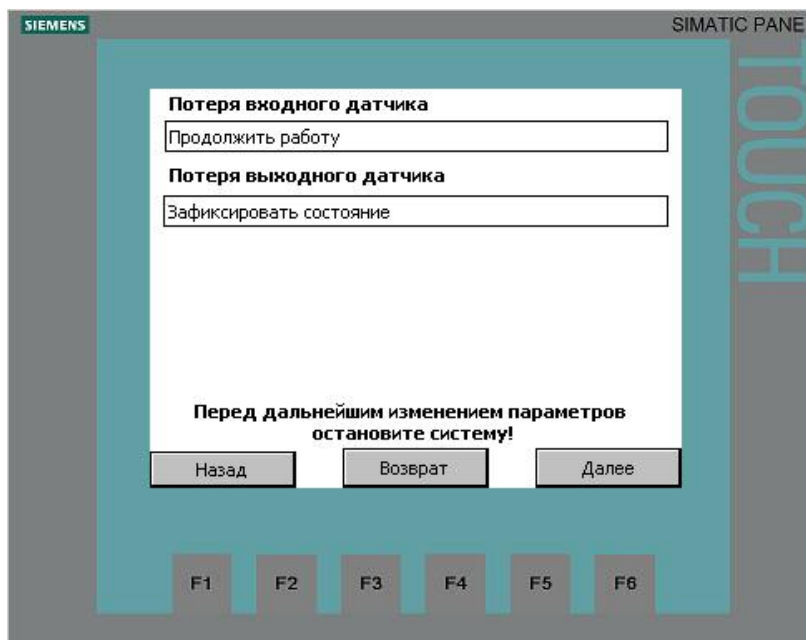 SIEMENS
SIMATIC PANE
TOUCH
Потеря входного датчика
Продолжить работу
Потеря выходного датчика
Зафиксировать состояние
Перед дальнейшим изменением параметров
остановите систему!
Назад Возврат Далее
F1 F2 F3 F4 F5 F6